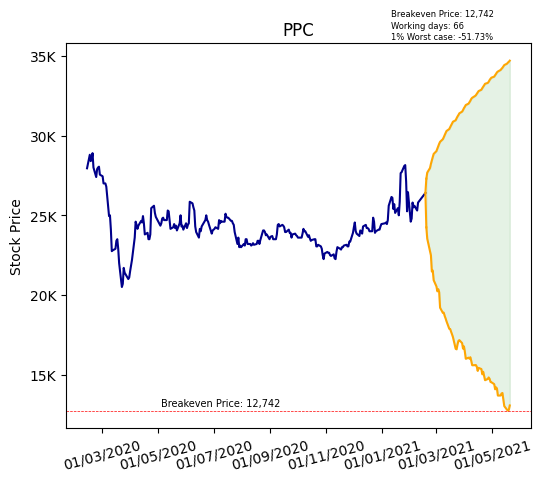 Breakeven Price: 12,742
Working days: 66
1% Worst case: -51.73%
PPC
35K
30K
25K
20K
15K
Stock Price
Breakeven Price: 12,742
01/03/2020
01/05/2020
01/07/2020
01/09/2020
01/11/2020
01/01/2021
01/03/2021
01/05/2021